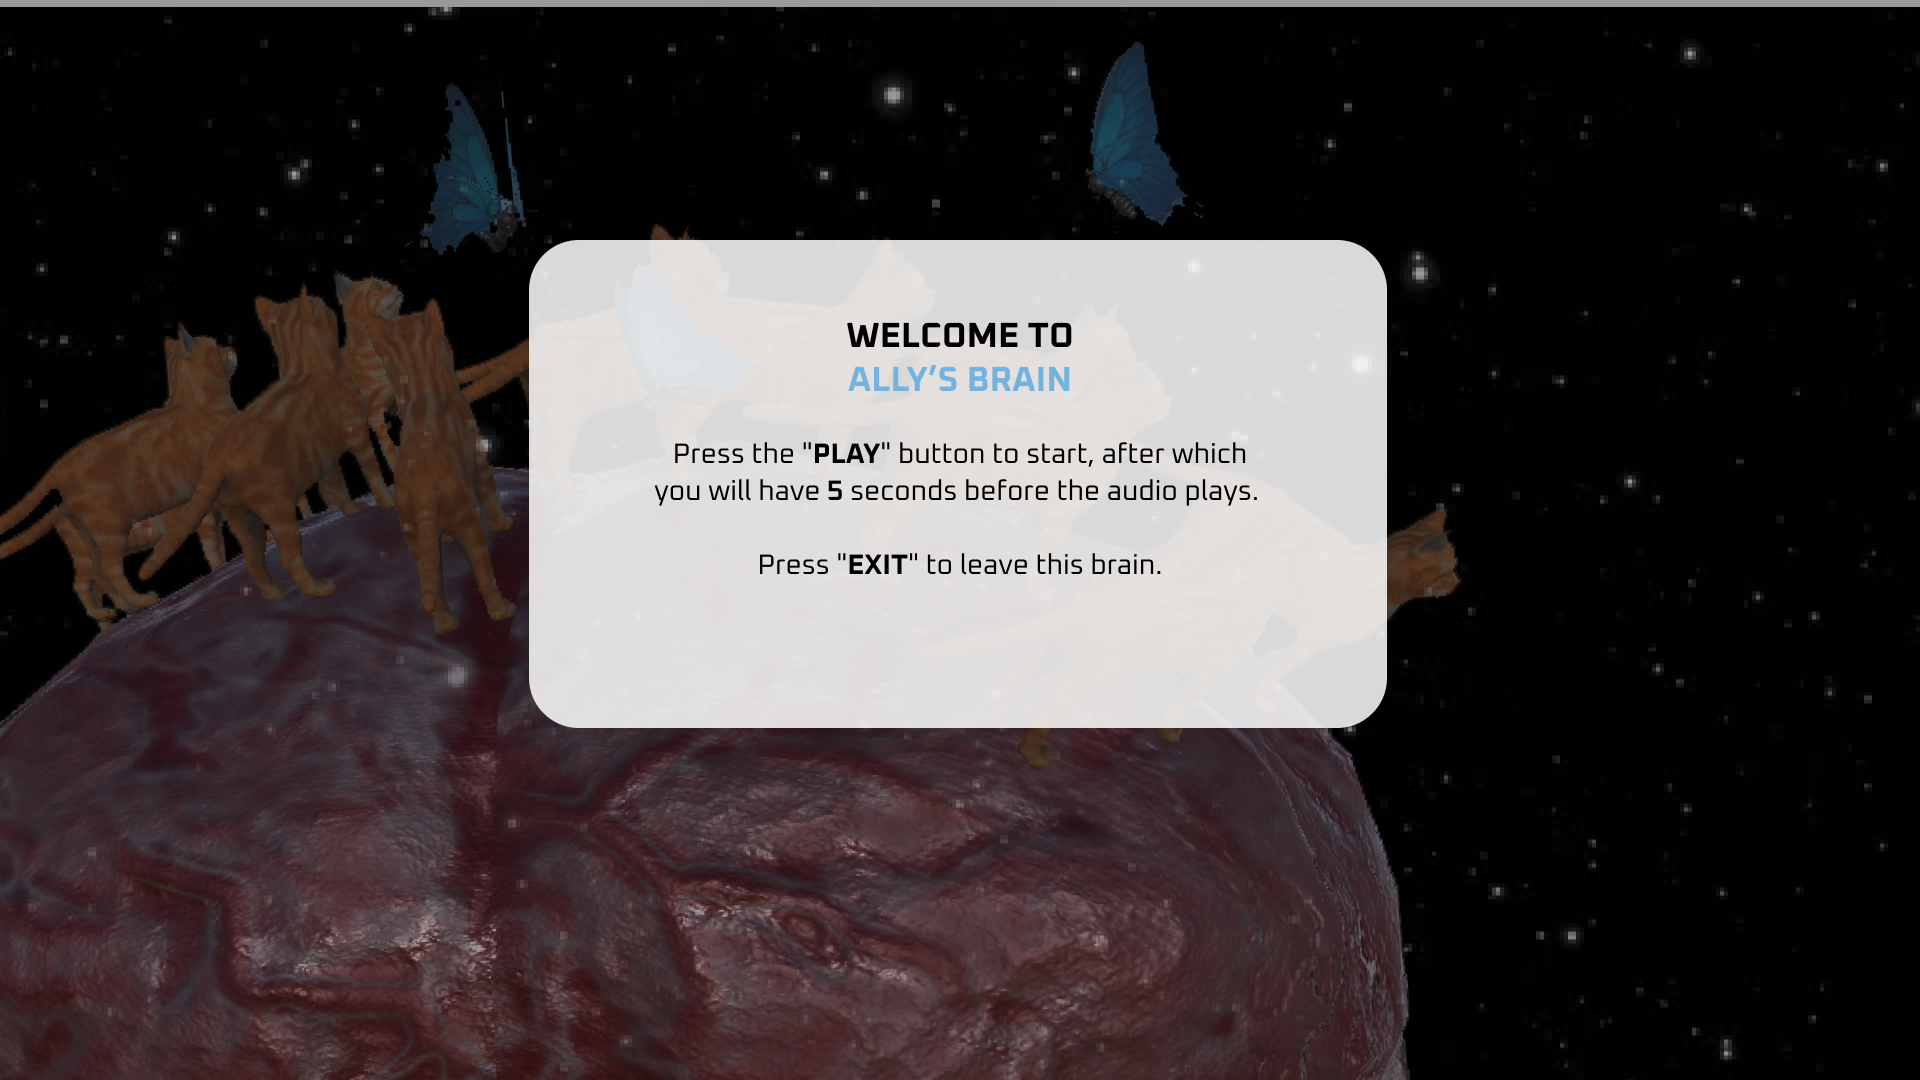 WELCOME TO
ALLY’S BRAIN
Press the "PLAY" button to start, after which
you will have 5 seconds before the audio plays.
Press "EXIT" to leave this brain.